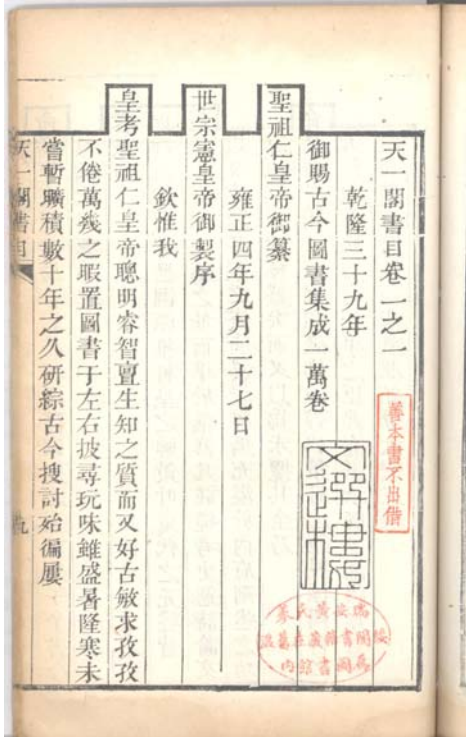 天一閣書目卷一之一
乾隆三十九年
御賜古今圖書集成一萬卷
文選樓
善本書不出借
聖祖仁皇帝御纂
雍正四年九月二十七日
世宗憲皇帝御製序
欽惟我
皇考聖祖仁皇帝聰明睿智亶生知之質而又好古敏求孜孜
不倦萬幾之暇置圖書于左右披尋玩味雖盛暑隆寒未
嘗暫曠積數十年之久研綜古今搜討殆徧屢
天一閣書目